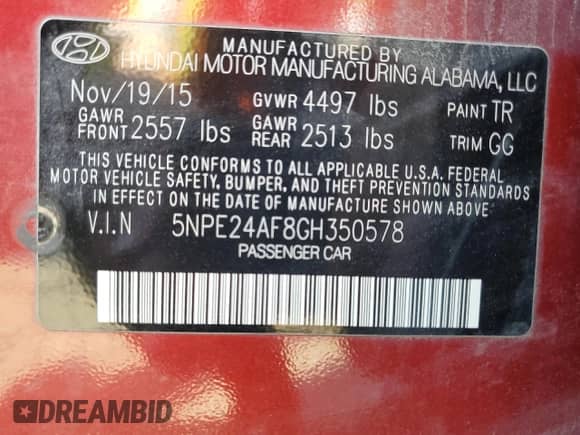 MANUFACTURED BY
HYUNDAI MOTOR MANUFACTURING ALABAMA, LLC
Nov/19/15 GVWR 4497 lbs PAINT TR
GAWR FRONT 2557 lbs GAWR REAR 2513 lbs TRIM GG
THIS VEHICLE CONFORMS TO ALL APPLICABLE U.S.A. FEDERAL
MOTOR VEHICLE SAFETY, BUMPER, AND THEFT PREVENTION STANDARDS
IN EFFECT ON THE DATE OF MANUFACTURE SHOWN ABOVE
V.I.N 5NPE24AF8GH350578
PASSENGER CAR
DREAMBID